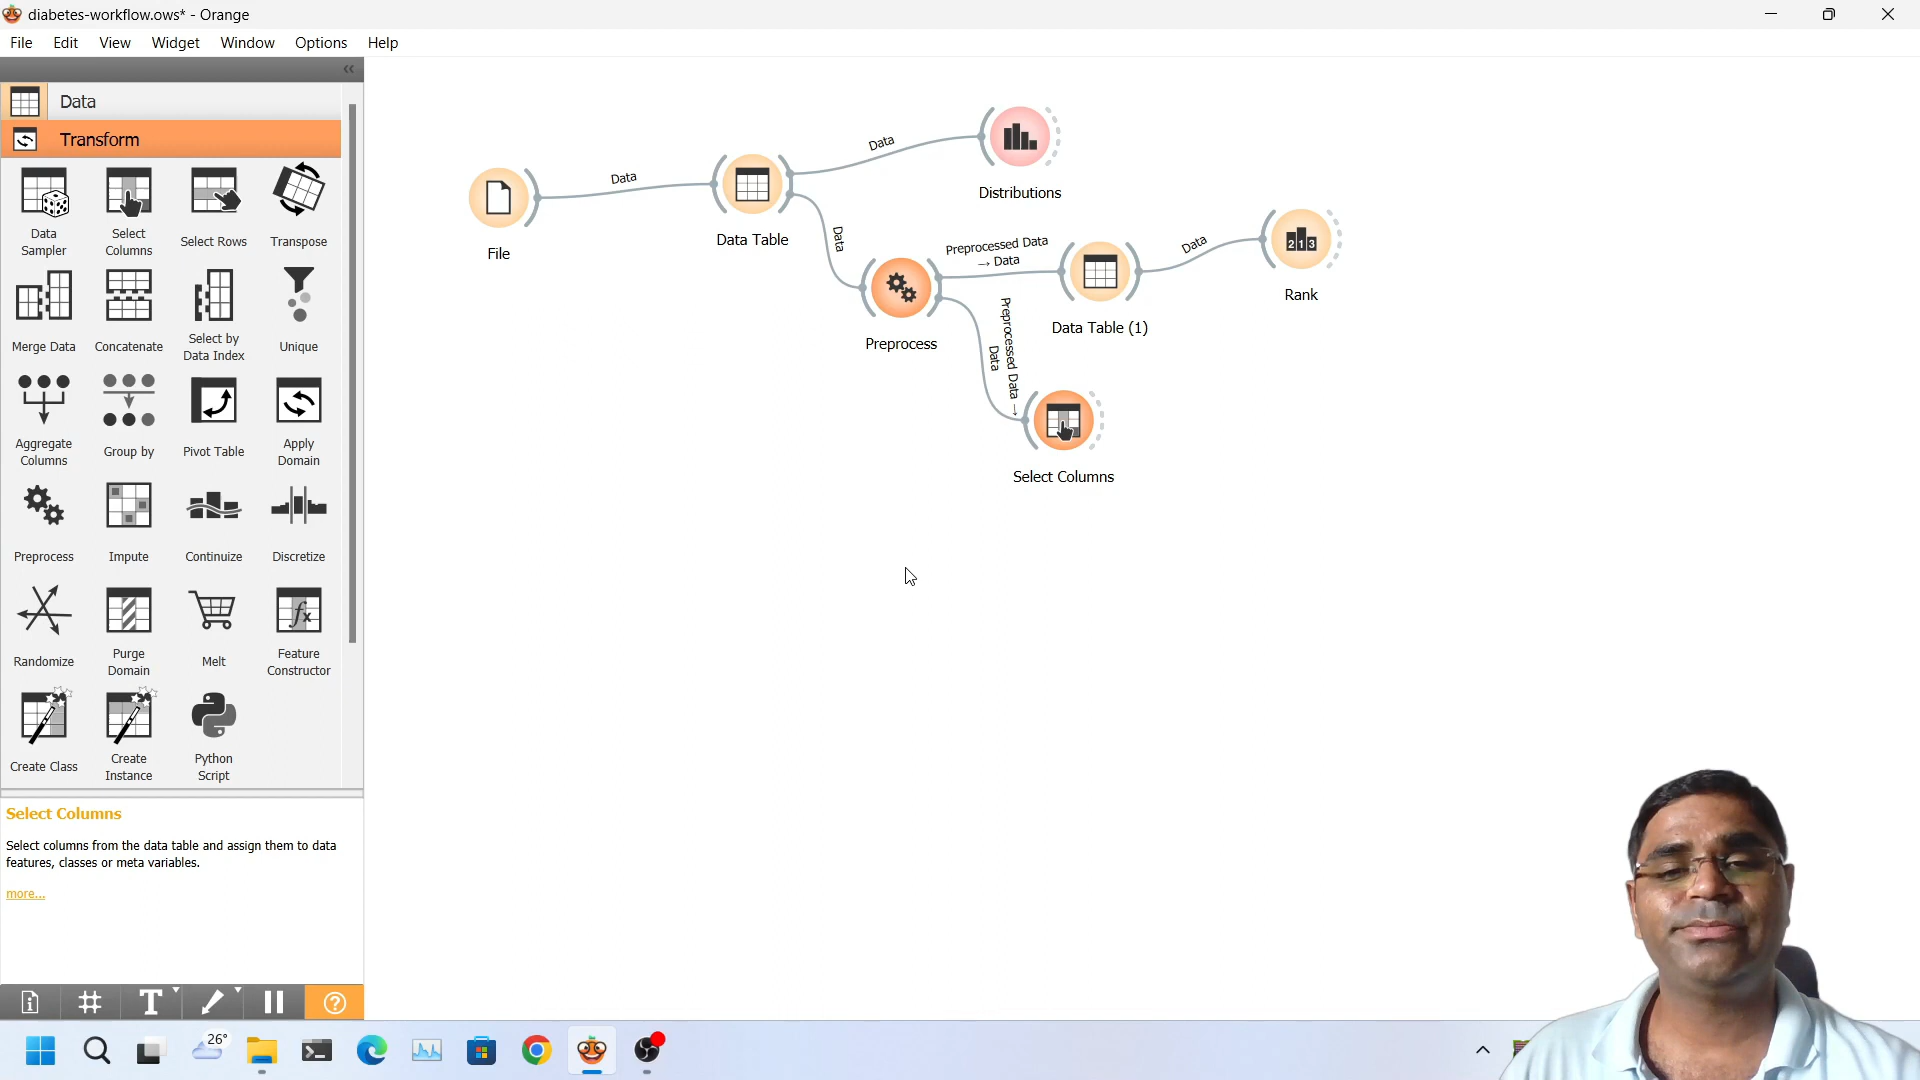 diabetes-workflow.ows* - Orange
File Edit View Widget Window Options Help
Data
Transform
Data Sampler
Select Columns
Select Rows
Transpose
Merge Data
Concatenate
Select by Data Index
Unique
Aggregate Columns
Group by
Pivot Table
Apply Domain
Preprocess
Impute
Continuize
Discretize
Randomize
Purge Domain
Melt
Feature Constructor
Create Class
Create Instance
Python Script
Select Columns
Select columns from the data table and assign them to data
features, classes or meta variables.
more...
File
Data
Data Table
Data
Distributions
Data
Preprocess
Preprocessed Data
→ Data
Data Table (1)
Data
213
Rank
Preprocessed Data →
Data
Select Columns
26°